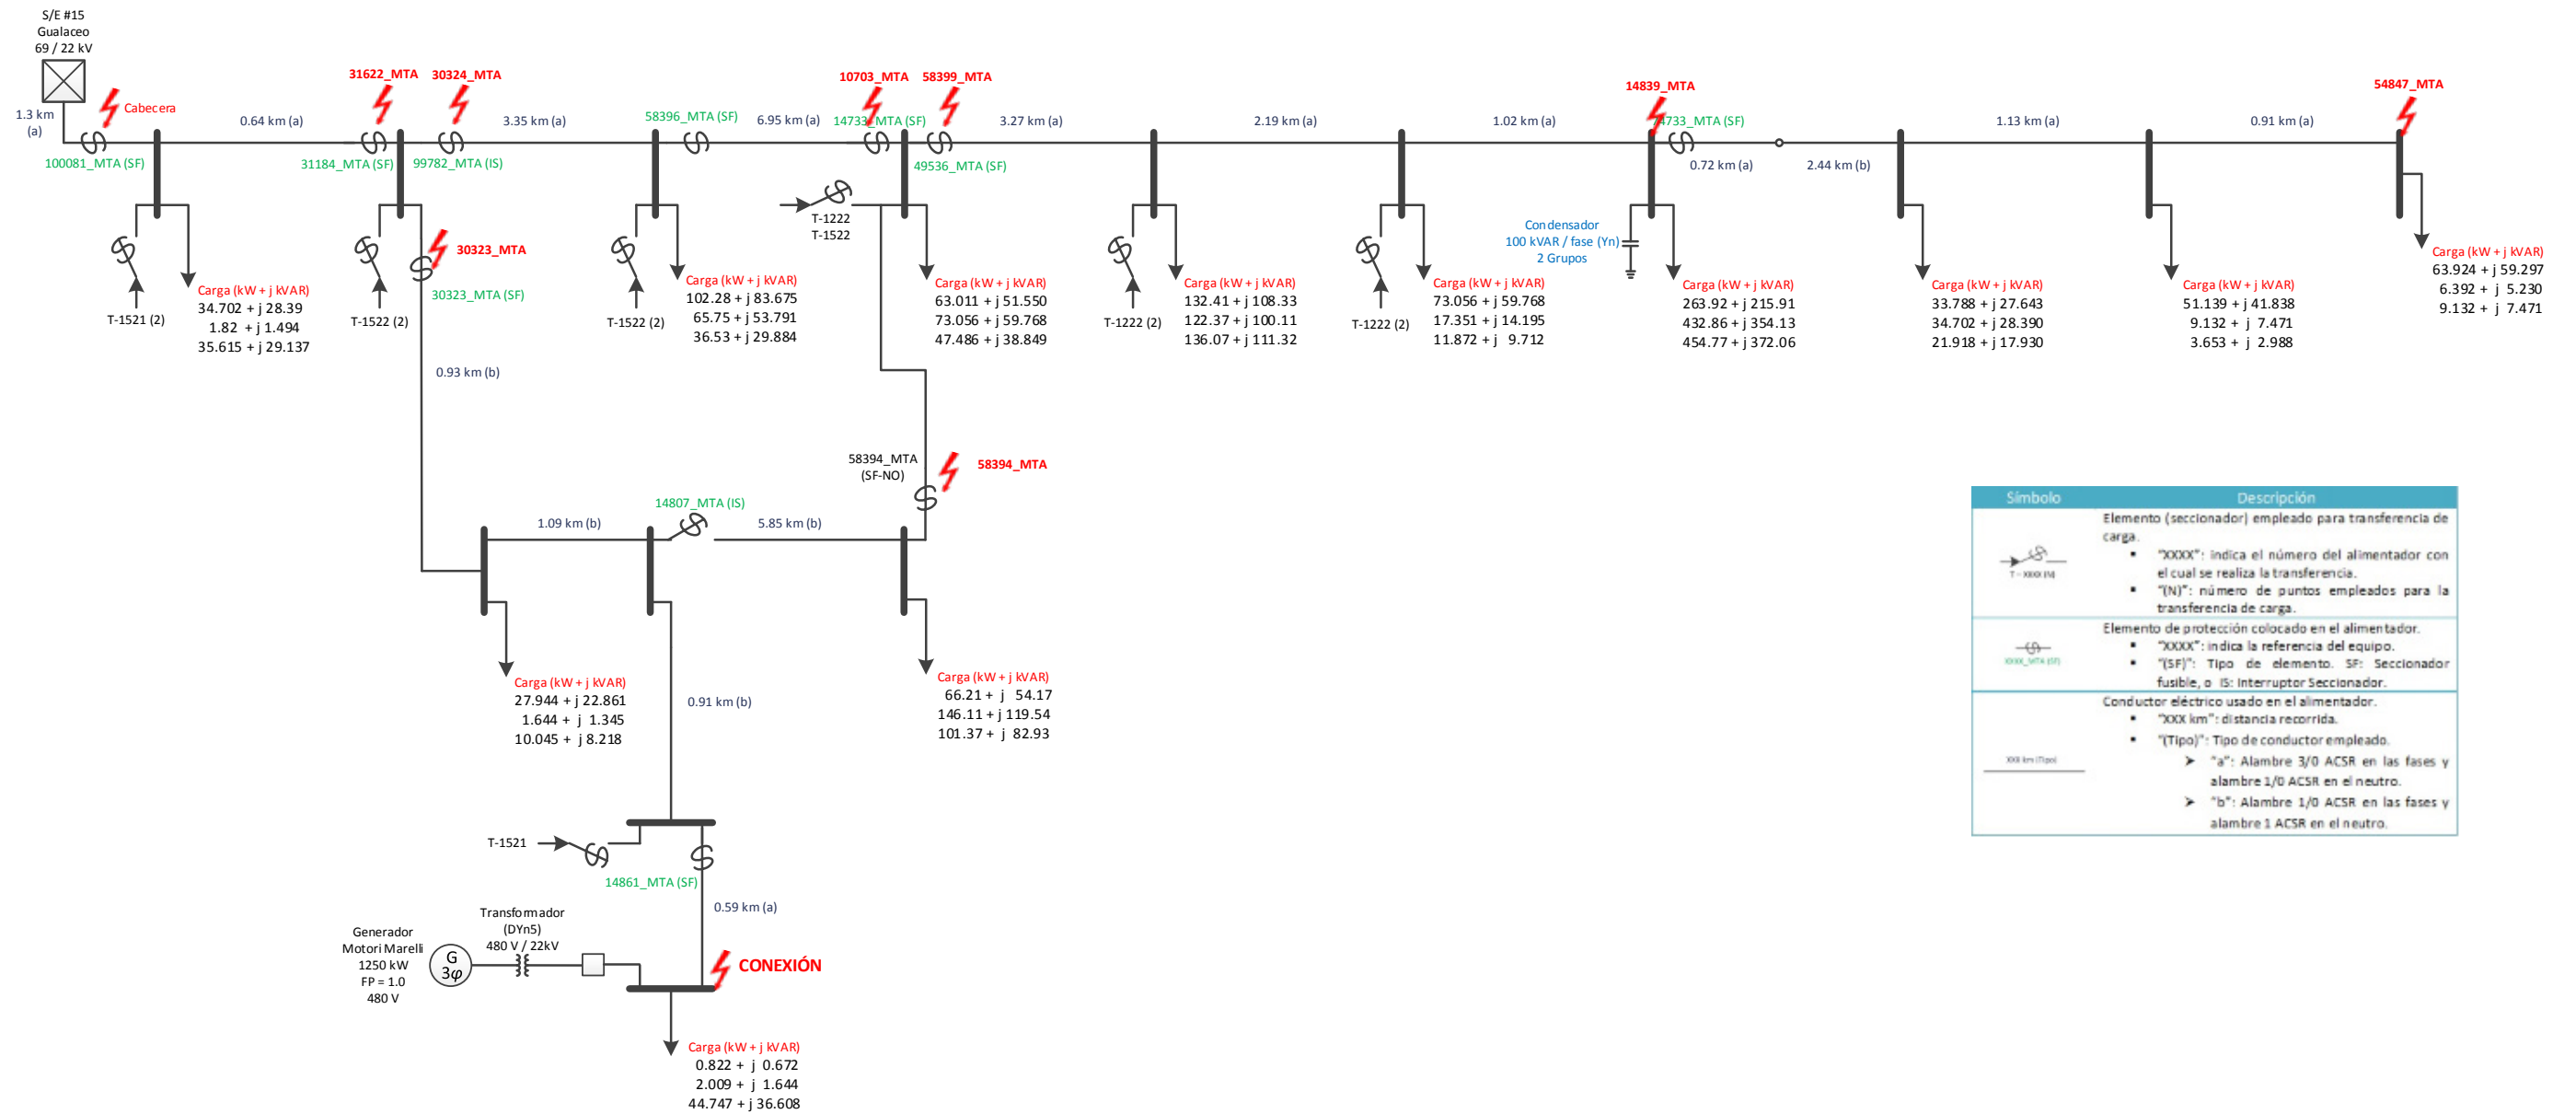 S/E #15
Gualaceo
69 / 22 kV
31622_MTA
30324_MTA
10703_MTA
58399_MTA
14839_MTA
54847_MTA
Cabecera
1.3 km
(a)
0.64 km (a)
3.35 km (a)
58396_MTA (SF)
6.95 km (a)
14733_MTA (SF)
3.27 km (a)
2.19 km (a)
1.02 km (a)
74733_MTA (SF)
1.13 km (a)
0.91 km (a)
100081_MTA (SF)
31184_MTA (SF)
99782_MTA (IS)
49536_MTA (SF)
0.72 km (a)
2.44 km (b)
T-1222
T-1522
Condensador
100 kVAR / fase (Yn)
2 Grupos
30323_MTA
30323_MTA (SF)
T-1521 (2)
T-1522 (2)
T-1522 (2)
T-1222 (2)
T-1222 (2)
Carga (kW + j kVAR)
34.702 + j 28.39
1.82 + j 1.494
35.615 + j 29.137
Carga (kW + j kVAR)
102.28 + j 83.675
65.75 + j 53.791
36.53 + j 29.884
Carga (kW + j kVAR)
63.011 + j 51.550
73.056 + j 59.768
47.486 + j 38.849
Carga (kW + j kVAR)
132.41 + j 108.33
122.37 + j 100.11
136.07 + j 111.32
Carga (kW + j kVAR)
73.056 + j 59.768
17.351 + j 14.195
11.872 + j 9.712
Carga (kW + j kVAR)
263.92 + j 215.91
432.86 + j 354.13
454.77 + j 372.06
Carga (kW + j kVAR)
33.788 + j 27.643
34.702 + j 28.390
21.918 + j 17.930
Carga (kW + j kVAR)
51.139 + j 41.838
9.132 + j 7.471
3.653 + j 2.988
Carga (kW + j kVAR)
63.924 + j 59.297
6.392 + j 5.230
9.132 + j 7.471
0.93 km (b)
58394_MTA
(SF-NO)
58394_MTA
14807_MTA (IS)
1.09 km (b)
5.85 km (b)
Carga (kW + j kVAR)
27.944 + j 22.861
1.644 + j 1.345
10.045 + j 8.218
Carga (kW + j kVAR)
66.21 + j 54.17
146.11 + j 119.54
101.37 + j 82.93
0.91 km (b)
T-1521
14861_MTA (SF)
0.59 km (a)
Transformador
(DYn5)
480 V / 22kV
Generador
Motori Marelli
1250 kW
FP = 1.0
480 V
G
3φ
CONEXIÓN
Carga (kW + j kVAR)
0.822 + j 0.672
2.009 + j 1.644
44.747 + j 36.608
Símbolo
Descripción
T - XXXX (N)
Elemento (seccionador) empleado para transferencia de
carga.
▪ "XXXX": indica el número del alimentador con
el cual se realiza la transferencia.
▪ "(N)": número de puntos empleados para la
transferencia de carga.
XXXX_MTA (SF)
Elemento de protección colocado en el alimentador.
▪ "XXXX": indica la referencia del equipo.
▪ "(SF)": Tipo de elemento. SF: Seccionador
fusible, o IS: Interruptor Seccionador.
XXX km (Tipo)
Conductor eléctrico usado en el alimentador.
▪ "XXX km": distancia recorrida.
▪ "(Tipo)": Tipo de conductor empleado.
➤ "a": Alambre 3/0 ACSR en las fases y
alambre 1/0 ACSR en el neutro.
➤ "b": Alambre 1/0 ACSR en las fases y
alambre 1 ACSR en el neutro.